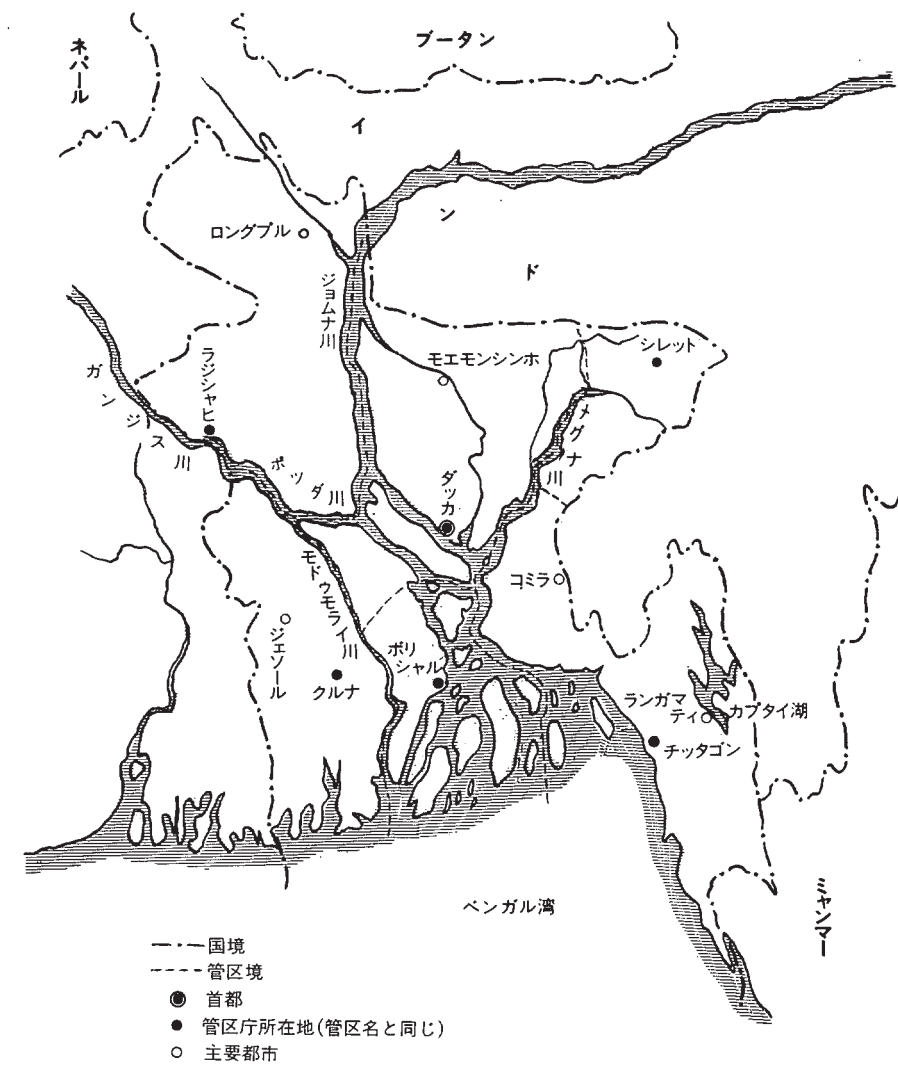 ブータン
ネパール
イ
ン
ド
ロングプル
ジョムナ川
シレット
モエモンシンホ
ラジシャヒ
ガンジス川
メグナ川
ポッダ川
ダッカ
モドゥモライ川
コミラ
ジェソール
ボリ
シャル
クルナ
ランガマ
ティ
カプタイ湖
チッタゴン
ミャンマー
ベンガル湾
国境
管区境
首都
管区庁所在地(管区名と同じ)
主要都市